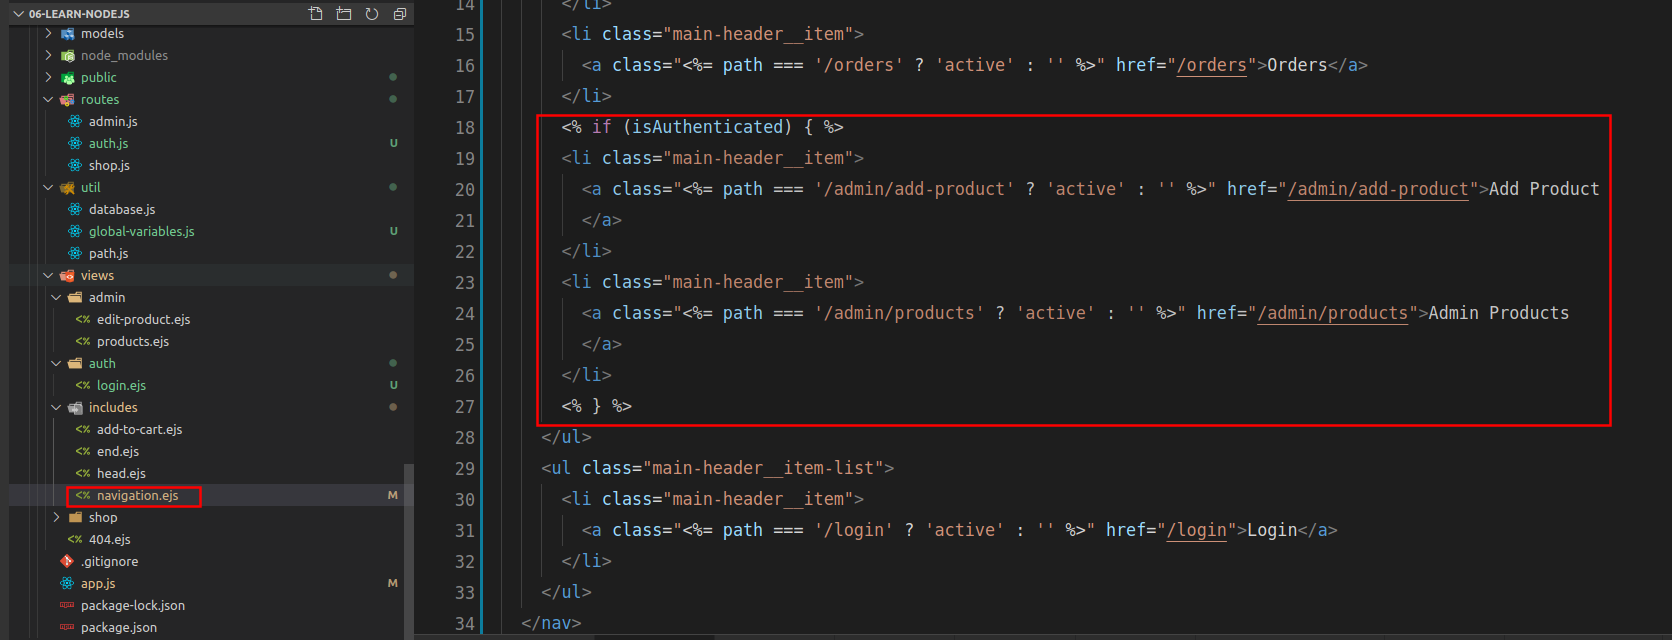 06-LEARN-NODEJS
models
node_modules
public
routes
admin.js
auth.js U
shop.js
util
database.js
global-variables.js U
path.js
views
admin
edit-product.ejs
products.ejs
auth
login.ejs U
includes
add-to-cart.ejs
end.ejs
head.ejs
navigation.ejs M
shop
404.ejs
.gitignore
app.js M
package-lock.json
package.json
14 </li>
15 <li class="main-header__item">
16 <a class="<%= path === '/orders' ? 'active' : '' %>" href="/orders">Orders</a>
17 </li>
18 <% if (isAuthenticated) { %>
19 <li class="main-header__item">
20 <a class="<%= path === '/admin/add-product' ? 'active' : '' %>" href="/admin/add-product">Add Product
21 </a>
22 </li>
23 <li class="main-header__item">
24 <a class="<%= path === '/admin/products' ? 'active' : '' %>" href="/admin/products">Admin Products
25 </a>
26 </li>
27 <% } %>
28 </ul>
29 <ul class="main-header__item-list">
30 <li class="main-header__item">
31 <a class="<%= path === '/login' ? 'active' : '' %>" href="/login">Login</a>
32 </li>
33 </ul>
34 </nav>